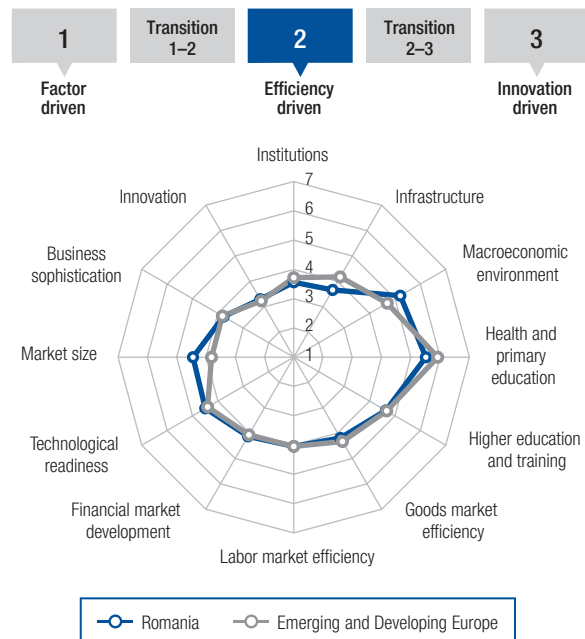 1
Transition
1–2
2
Transition
2–3
3
Factor
driven
Efficiency
driven
Innovation
driven
Institutions
Infrastructure
Macroeconomic
environment
Health and
primary
education
Higher education
and training
Goods market
efficiency
Labor market efficiency
Financial market
development
Technological
readiness
Market size
Business
sophistication
Innovation
7
6
5
4
3
2
1
Romania
Emerging and Developing Europe